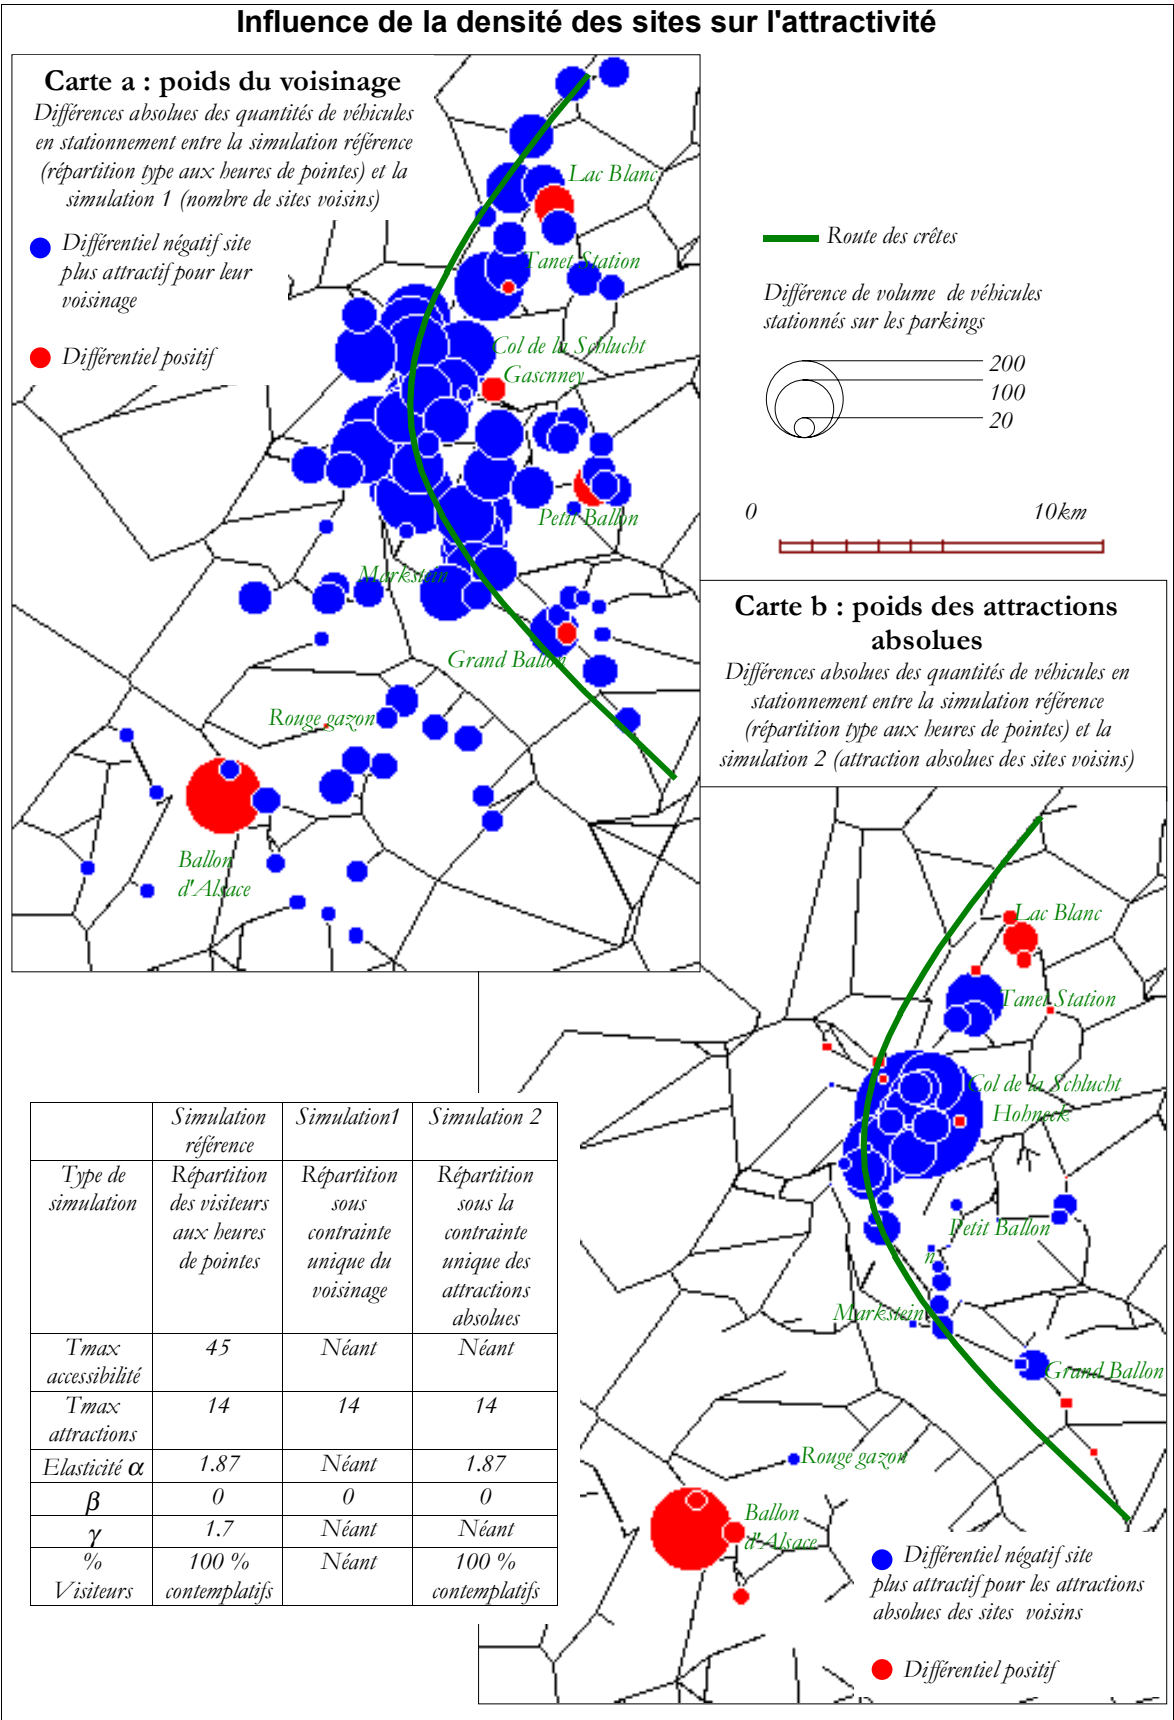 Influence de la densité des sites sur l'attractivité
Carte a : poids du voisinage
Différences absolues des quantités de véhicules
en stationnement entre la simulation référence
(répartition type aux heures de pointes) et la
simulation 1 (nombre de sites voisins)
Différentiel négatif site
plus attractif pour leur
voisinage
Différentiel positif
Lac Blanc
Tanet Station
Col de la Schlucht
Gascnney
Petit Ballon
Markstein
Grand Ballon
Rouge gazon
Ballon
d'Alsace
Route des crêtes
Différence de volume de véhicules
stationnés sur les parkings
200
100
20
0 10km
Carte b : poids des attractions
absolues
Différences absolues des quantités de véhicules en
stationnement entre la simulation référence
(répartition type aux heures de pointes) et la
simulation 2 (attraction absolues des sites voisins)
Lac Blanc
Tanet Station
Col de la Schlucht
Hohneck
Petit Ballon
n
Markstein
Grand Ballon
Rouge gazon
Ballon
d'Alsace
Différentiel négatif site
plus attractif pour les attractions
absolues des sites voisins
Différentiel positif
Simulation Simulation1 Simulation 2
référence
Type de Répartition Répartition Répartition
simulation des visiteurs sous sous la
aux heures contrainte contrainte
de pointes unique du unique des
voisinage attractions
absolues
Tmax 45 Néant Néant
accessibilité
Tmax 14 14 14
attractions
Elasticité α 1.87 Néant 1.87
β 0 0 0
γ 1.7 Néant Néant
% 100 % Néant 100 %
Visiteurs contemplatifs contemplatifs